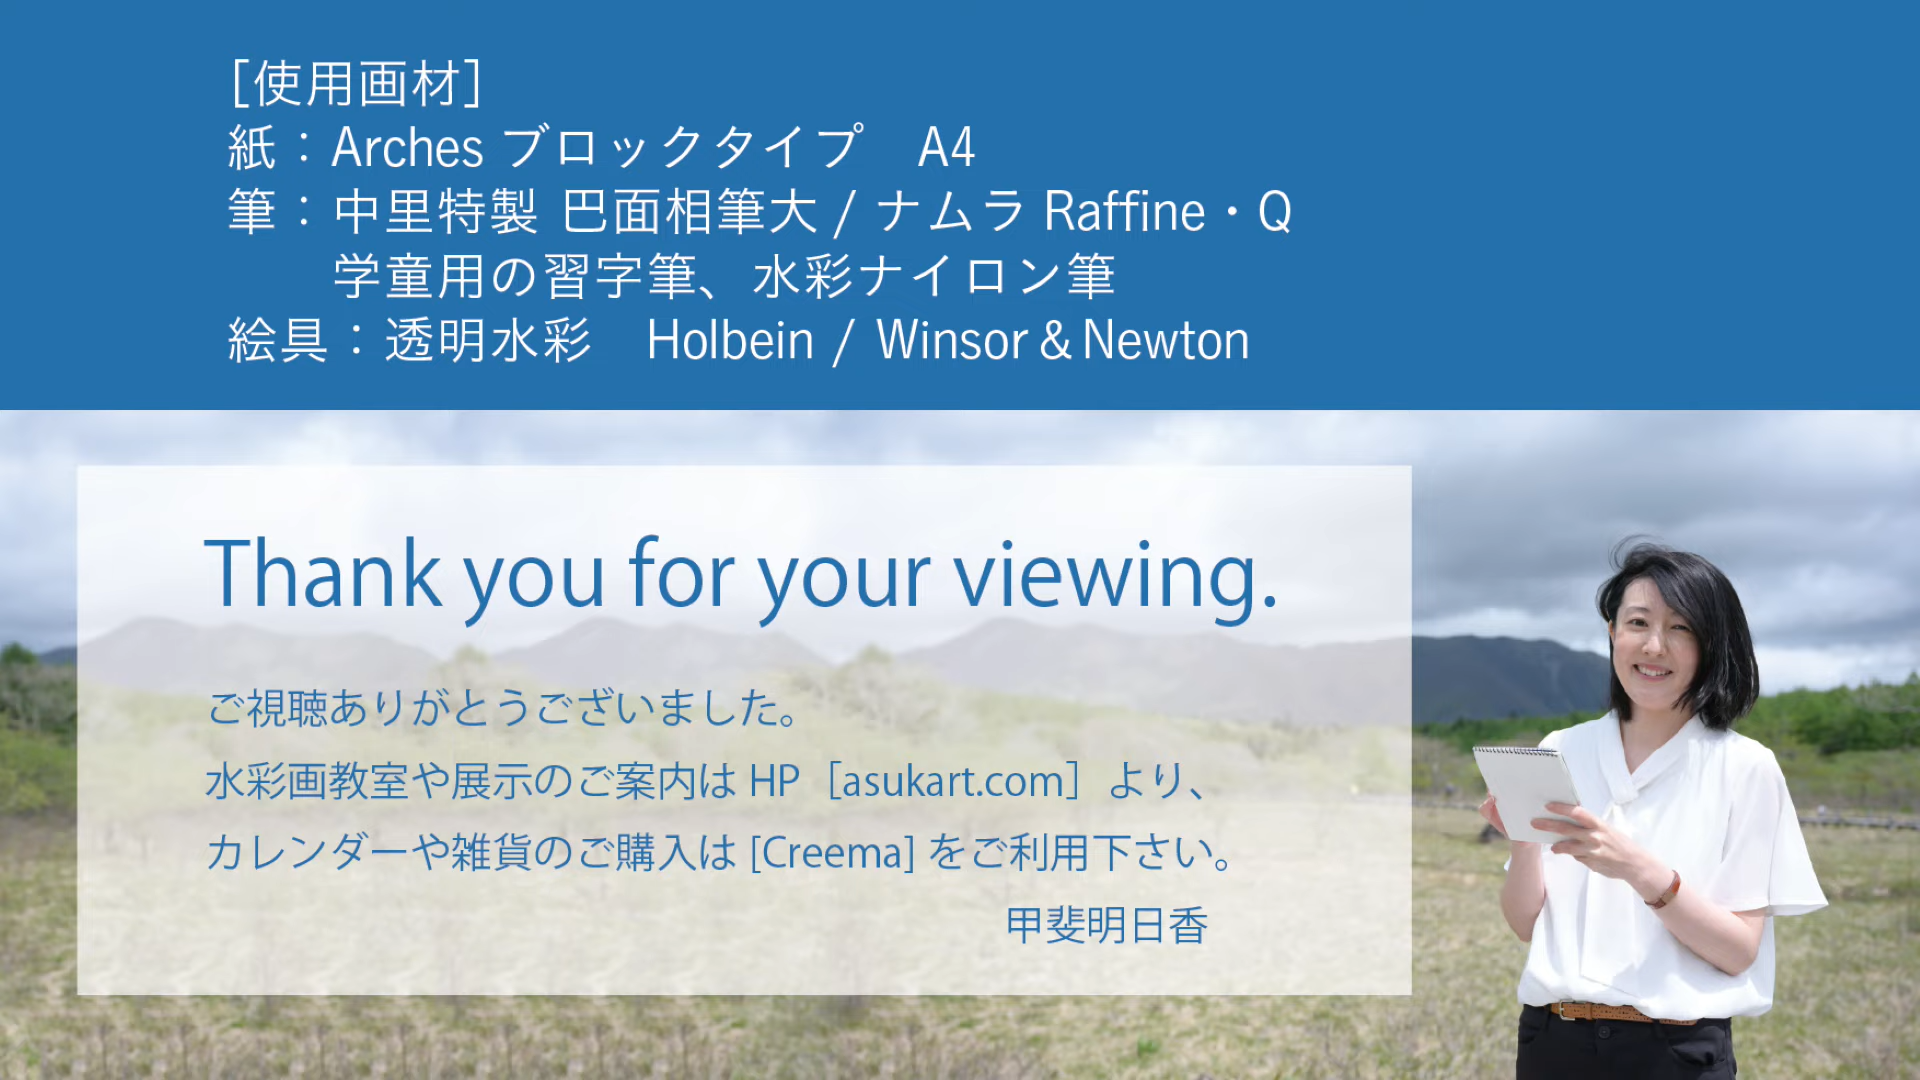 [使用画材]
紙：Arches ブロックタイプ　A4
筆：中里特製 巴面相筆大 / ナムラ Raffine・Q
学童用の習字筆、水彩ナイロン筆
絵具：透明水彩　Holbein / Winsor & Newton
Thank you for your viewing.
ご視聴ありがとうございました。
水彩画教室や展示のご案内は HP［asukart.com］より、
カレンダーや雑貨のご購入は [Creema] をご利用下さい。
甲斐明日香